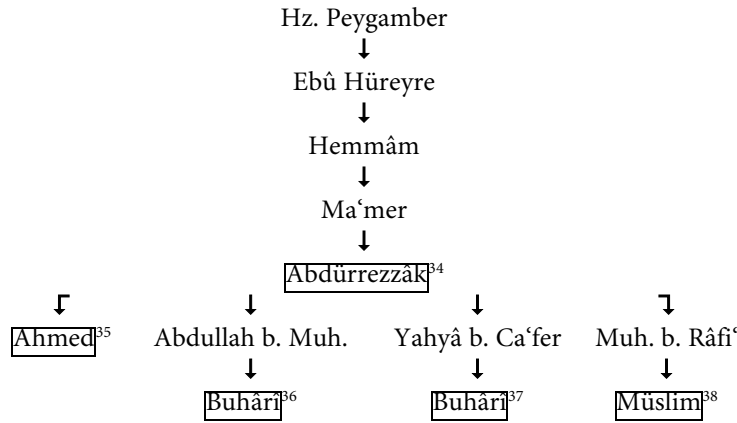 Hz. Peygamber
Ebû Hüreyre
Hemmâm
Ma‘mer
Abdürrezzâk³⁴
Ahmed³⁵ Abdullah b. Muh. Yahyâ b. Ca‘fer Muh. b. Râfi‘
Buhârî³⁶ Buhârî³⁷ Müslim³⁸